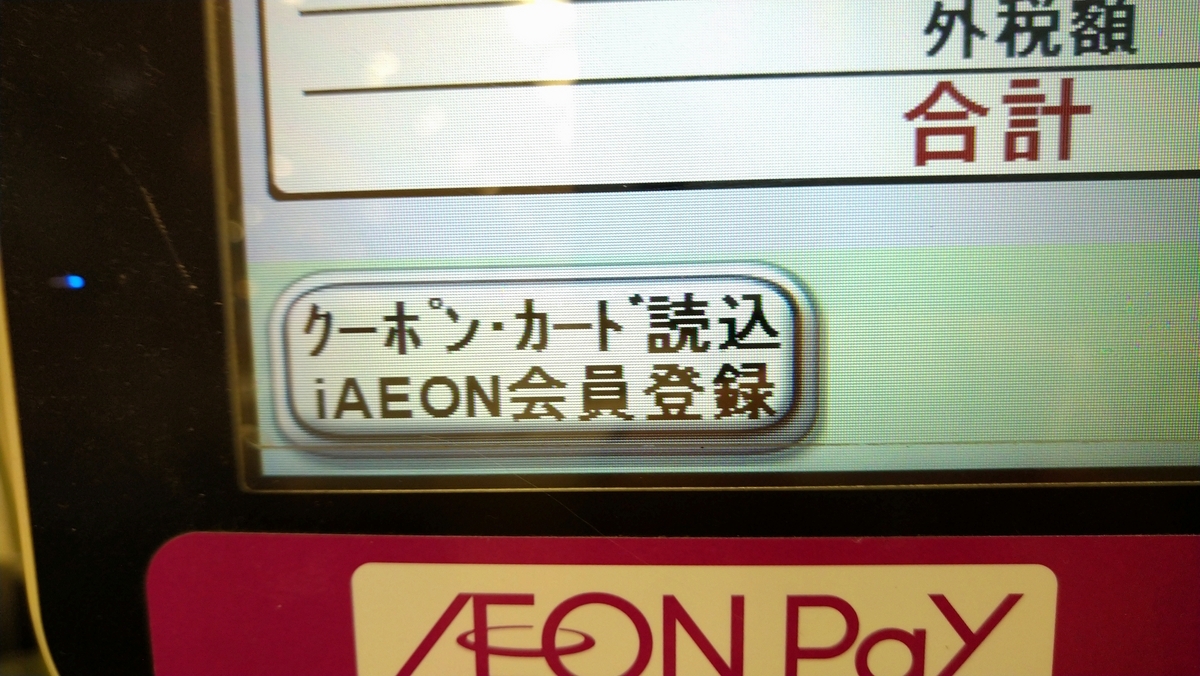 外税額
合計
クーポン・カード読込
iAEON会員登録
ÆON Pay